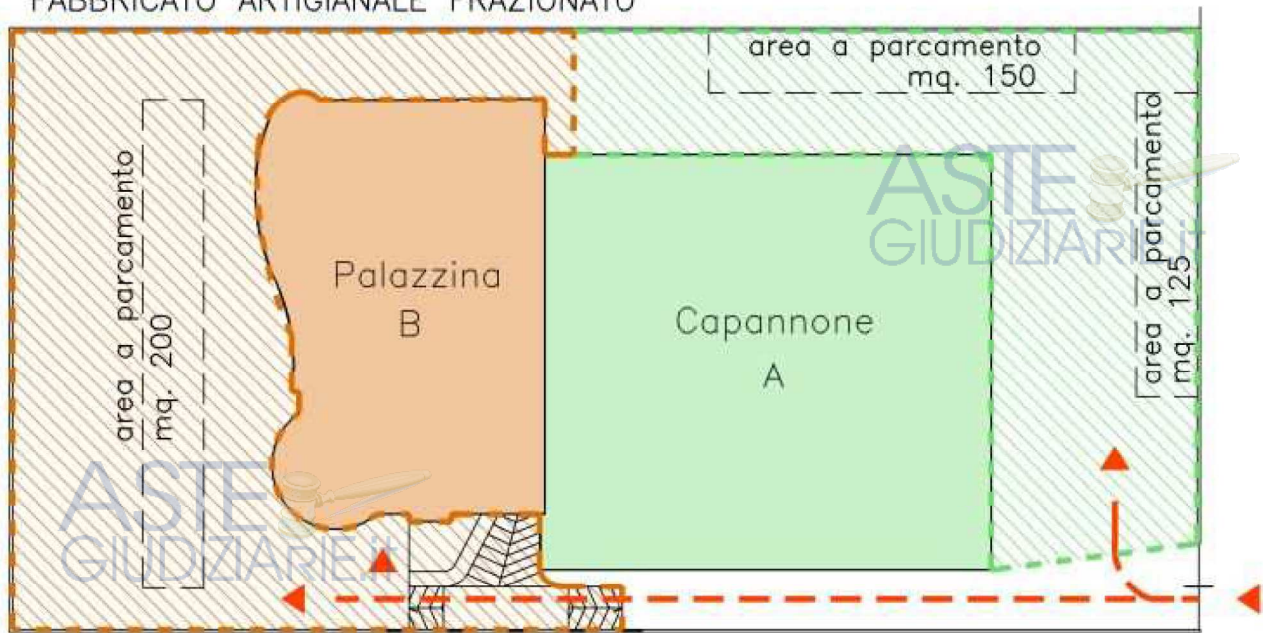 FABBRICATO ARTIGIANALE FRAZIONATO
area a parcamento
mq. 150
area a parcamento
mq. 125
area a parcamento
mq. 200
Palazzina
B
Capannone
A
ASTE
GIUDIZIARIE.it
ASTE
GIUDIZIARIE.it